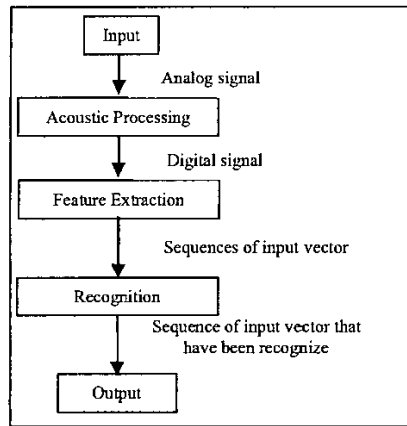 Input
Analog signal
Acoustic Processing
Digital signal
Feature Extraction
Sequences of input vector
Recognition
Sequence of input vector that
have been recognize
Output